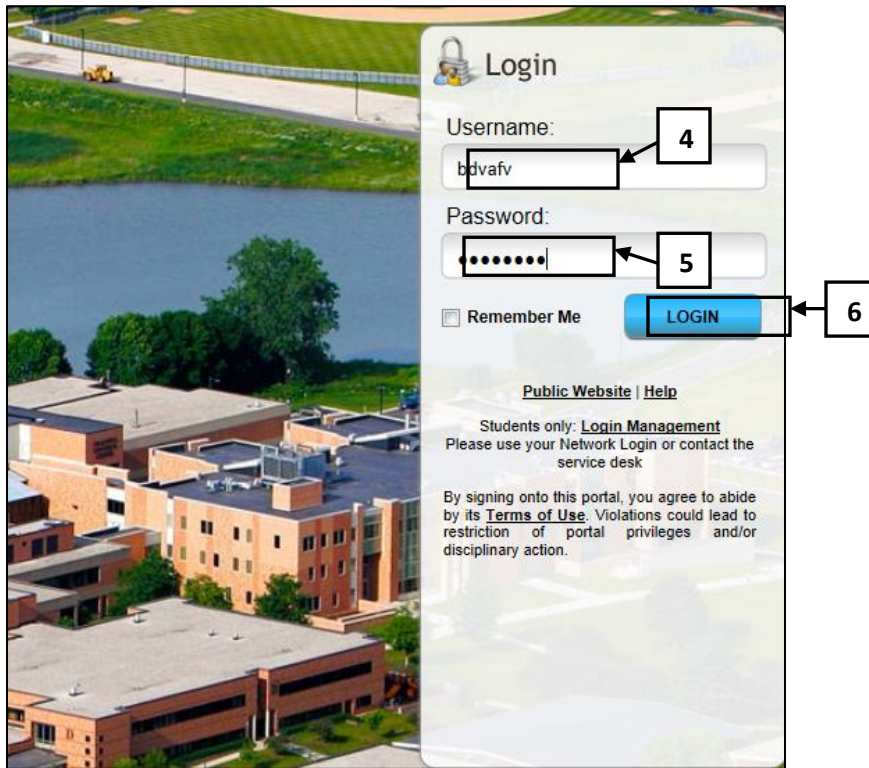 Login
Username:
4
bdvafv
Password:
5
●●●●●●●●
Remember Me
LOGIN
6
Public Website | Help
Students only: Login Management
Please use your Network Login or contact the
service desk
By signing onto this portal, you agree to abide
by its Terms of Use. Violations could lead to
restriction of portal privileges and/or
disciplinary action.
D